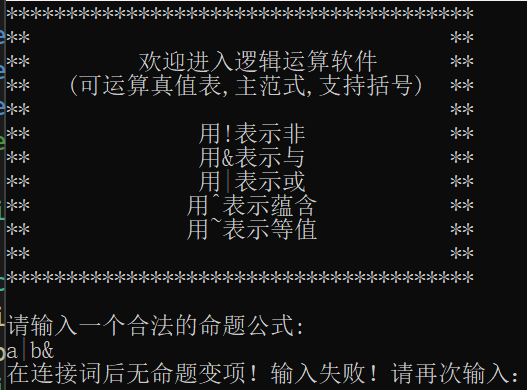 ***************************************
**                                   **
**         欢迎进入逻辑运算软件      **
**   (可运算真值表,主范式,支持括号)  **
**                                   **
**              用!表示非            **
**              用&表示与            **
**              用|表示或            **
**             用^表示蕴含           **
**             用~表示等值           **
**                                   **
***************************************
请输入一个合法的命题公式:
a|b&
在连接词后无命题变项! 输入失败! 请再次输入: